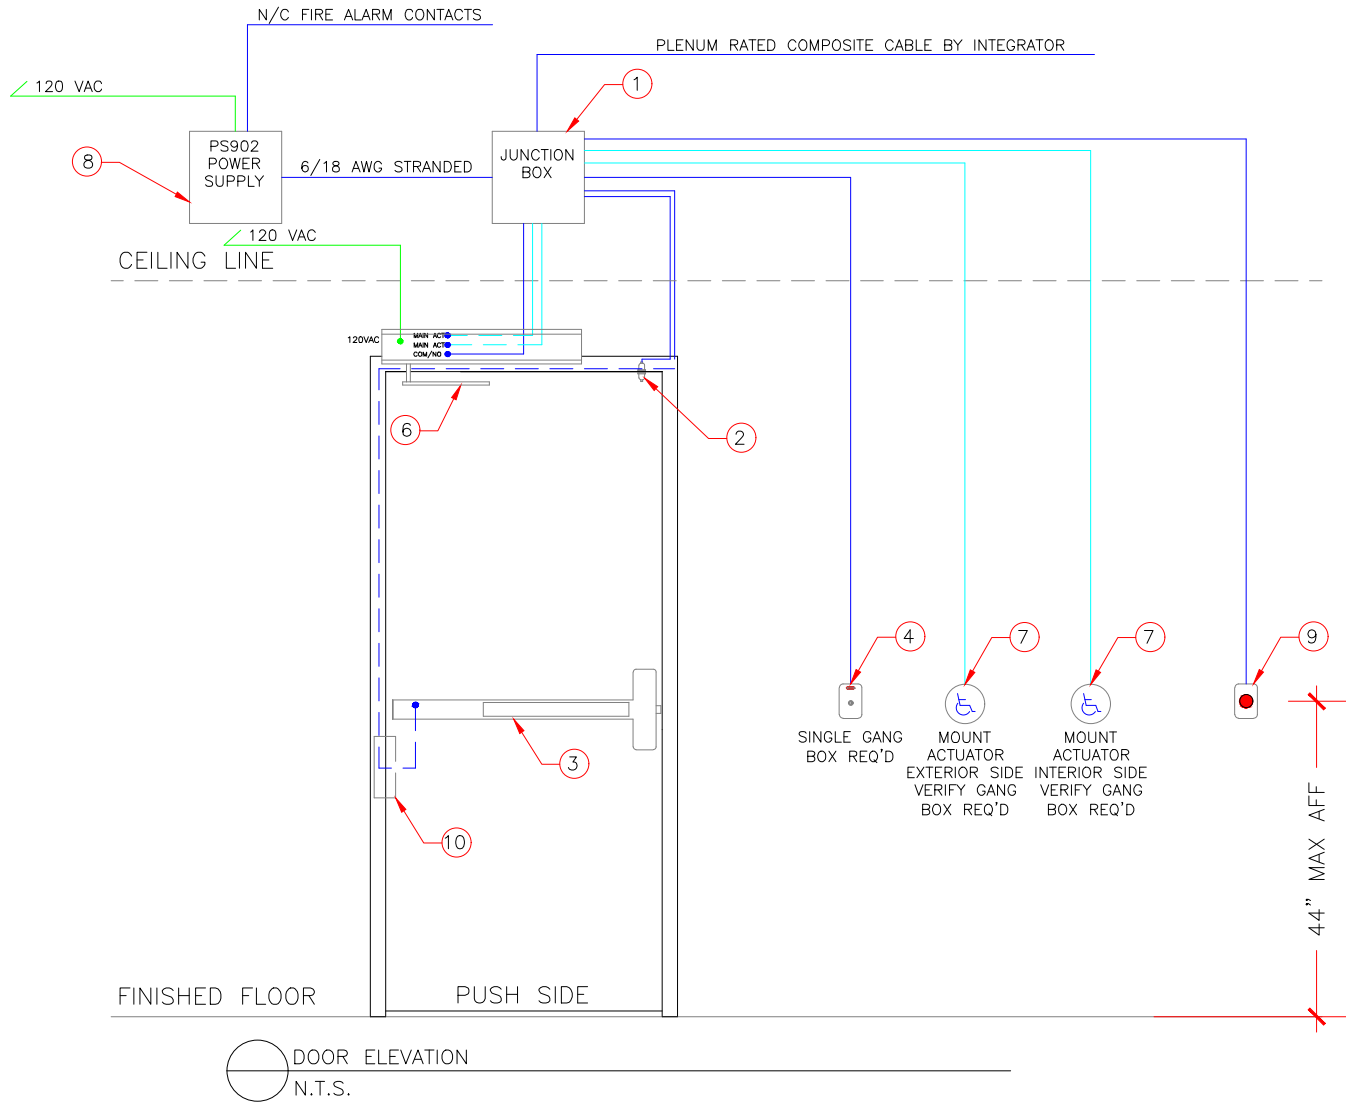 N/C FIRE ALARM CONTACTS
PLENUM RATED COMPOSITE CABLE BY INTEGRATOR
120 VAC
1
8
PS902
POWER
SUPPLY
6/18 AWG STRANDED
JUNCTION
BOX
120 VAC
CEILING LINE
120VAC
MAIN ACT
MAIN ACT
COM/NO
6
2
4
7
7
9
SINGLE GANG
BOX REQ'D
MOUNT
ACTUATOR
EXTERIOR SIDE
VERIFY GANG
BOX REQ'D
MOUNT
ACTUATOR
INTERIOR SIDE
VERIFY GANG
BOX REQ'D
3
10
44" MAX AFF
FINISHED FLOOR
PUSH SIDE
DOOR ELEVATION
N.T.S.